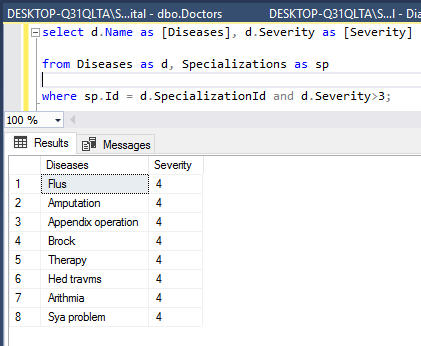 DESKTOP-Q31QLTA\S...ital - dbo.Doctors DESKTOP-Q31QLTA\S...l - Dia
select d.Name as [Diseases], d.Severity as [Severity]
from Diseases as d, Specializations as sp
where sp.Id = d.SpecializationId and d.Severity>3;
100 %
Results Messages
Diseases Severity
1 Flus 4
2 Amputation 4
3 Appendix operation 4
4 Brock 4
5 Therapy 4
6 Hed travms 4
7 Arithmia 4
8 Sya problem 4